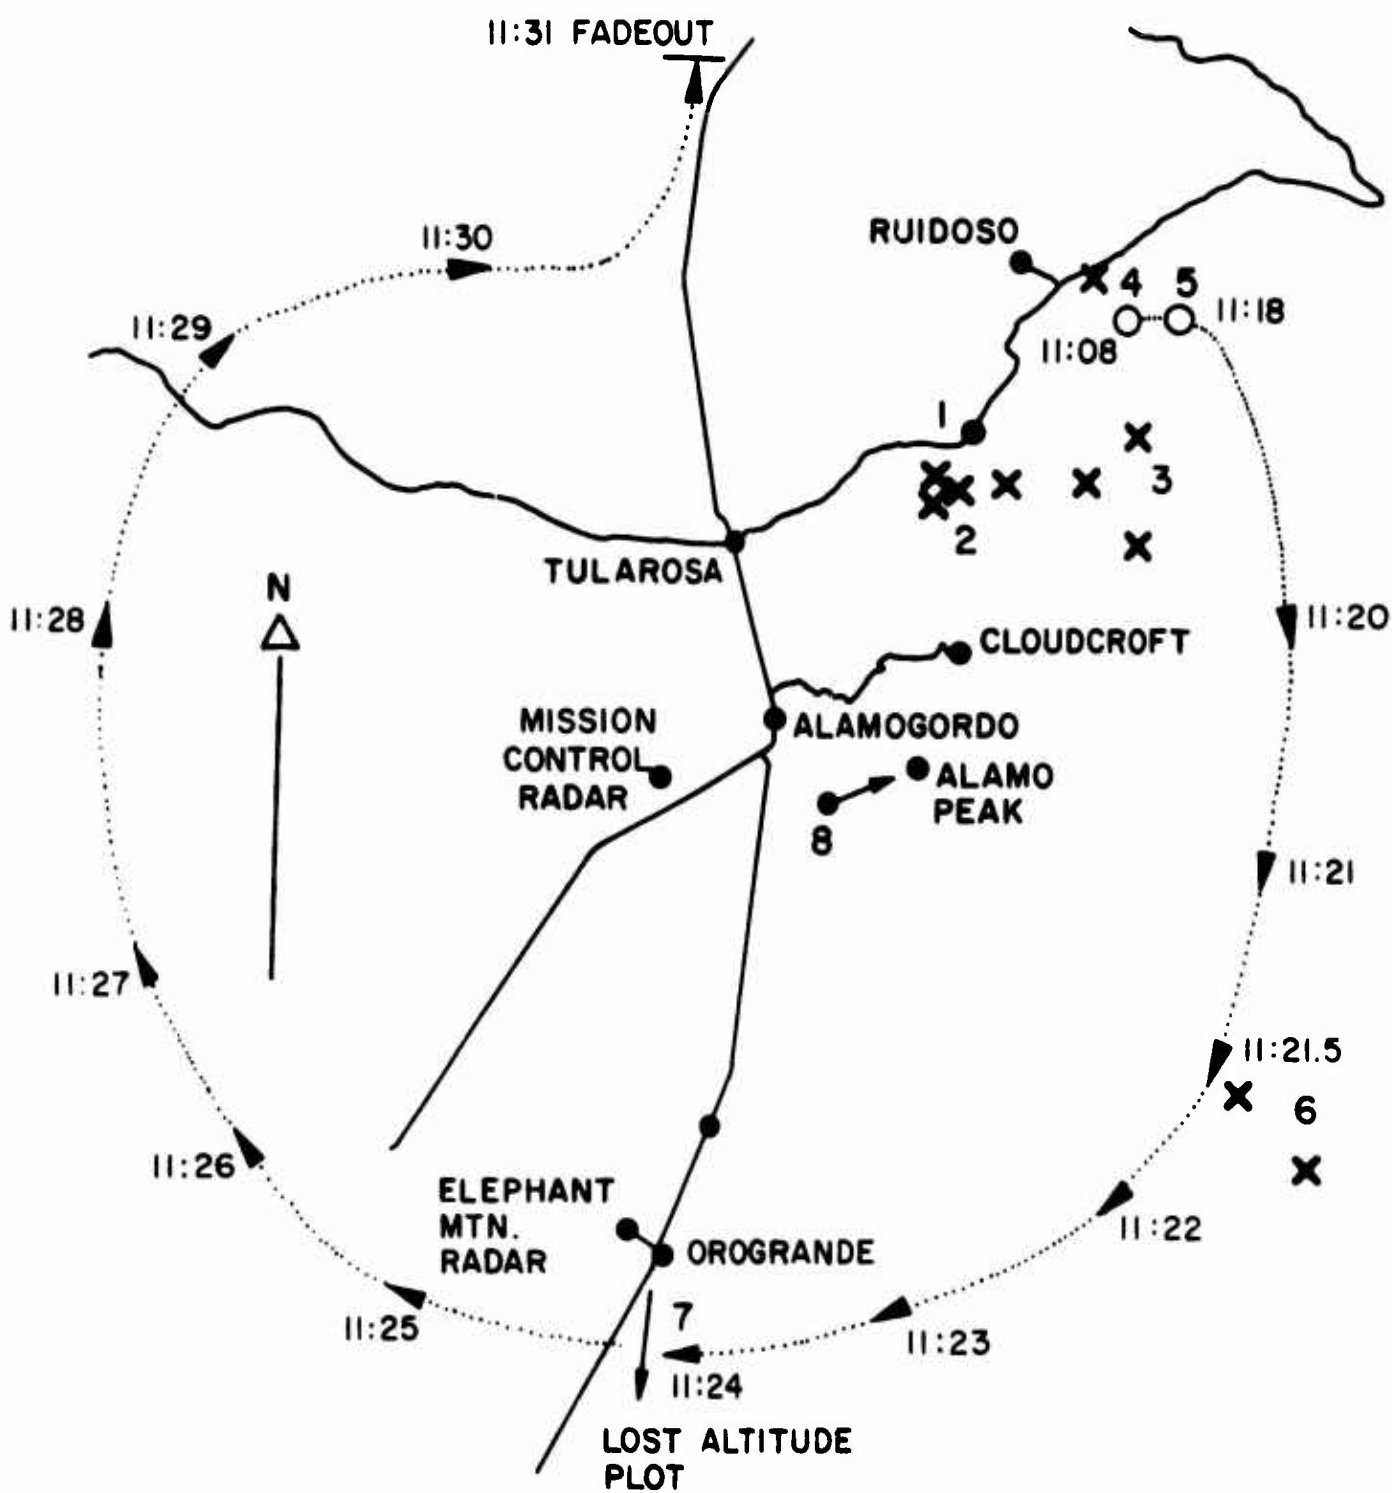 11:31 FADEOUT
11:30
RUIDOSO
4
5
11:18
11:29
11:08
1
3
2
TULAROSA
N
11:28
11:20
CLOUDCROFT
MISSION
CONTROL
RADAR
ALAMOGORDO
ALAMO
PEAK
8
11:21
11:27
11:21.5
6
11:26
ELEPHANT
MTN.
RADAR
11:22
OROGRANDE
7
11:25
11:23
11:24
LOST ALTITUDE
PLOT